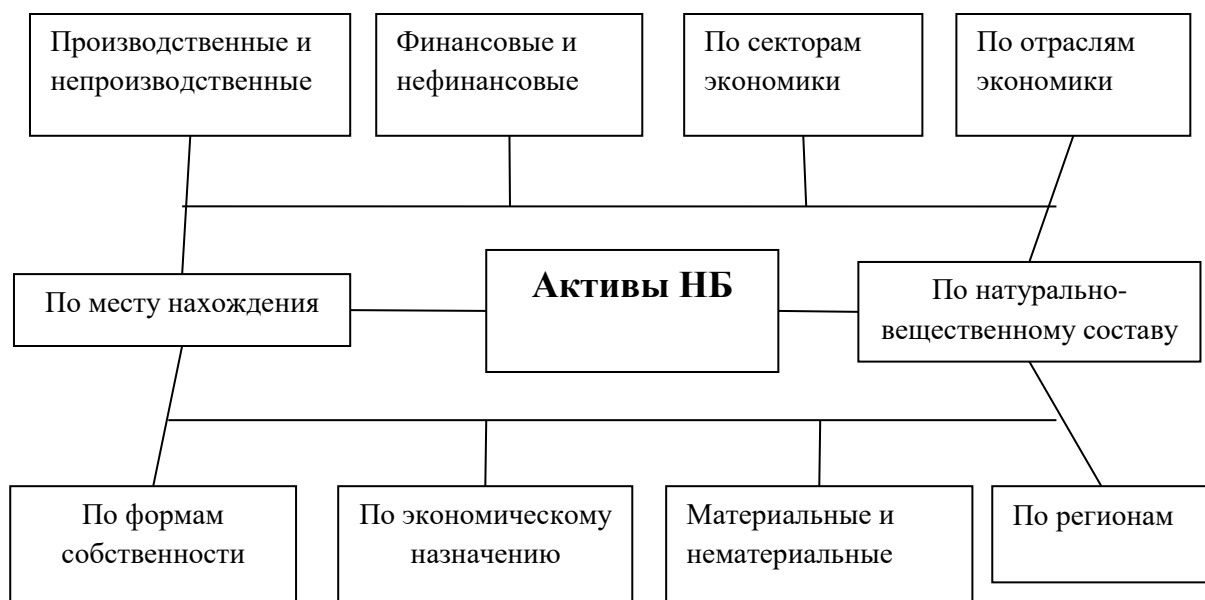 Производственные и
непроизводственные
Финансовые и
нефинансовые
По секторам
экономики
По отраслям
экономики
По месту нахождения
Активы НБ
По натурально-
вещественному составу
По формам
собственности
По экономическому
назначению
Материальные и
нематериальные
По регионам